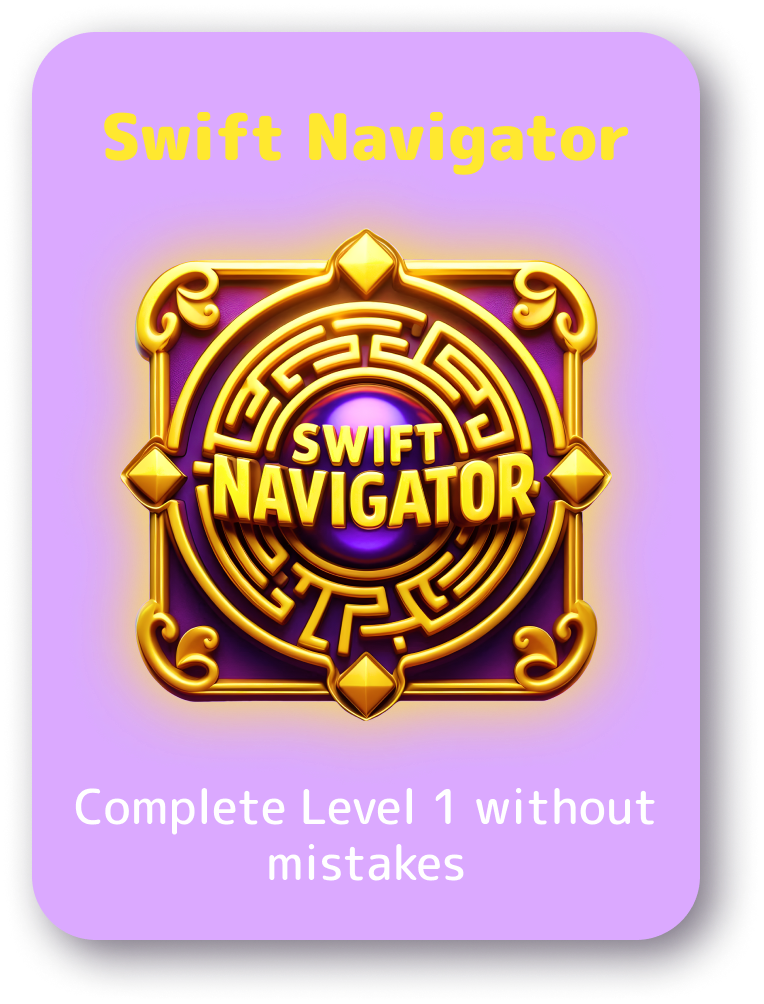 Swift Navigator
SWIFT
NAVIGATOR
Complete Level 1 without
mistakes